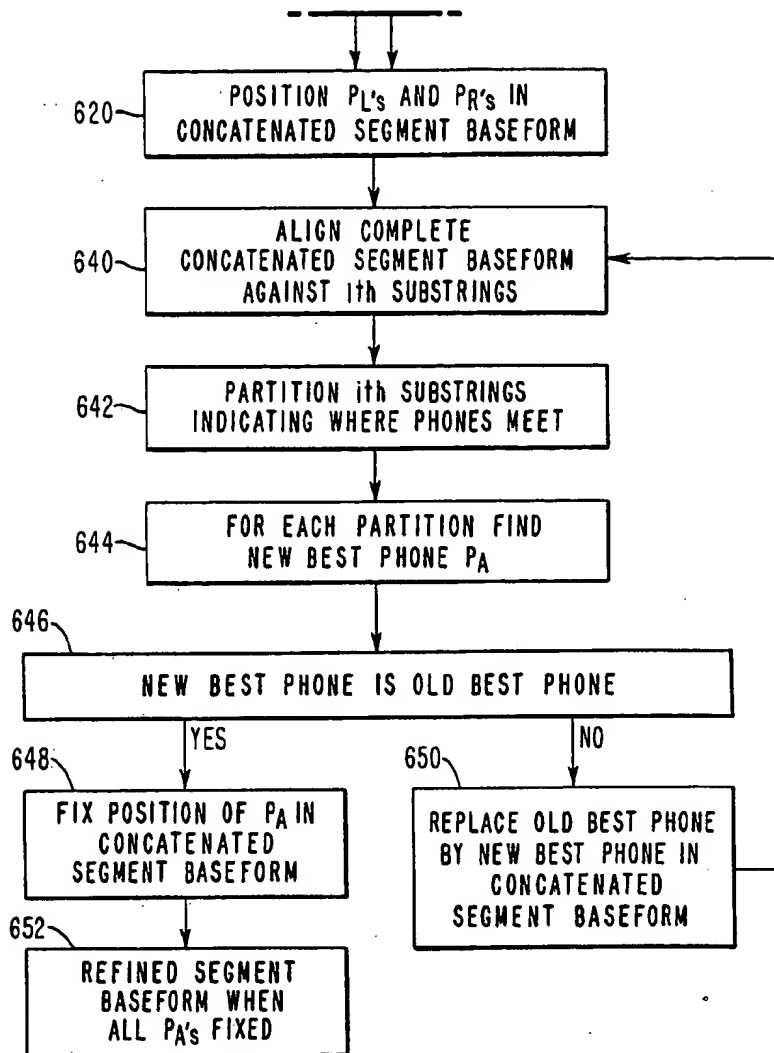 620
POSITION PL's AND PR's IN
CONCATENATED SEGMENT BASEFORM
640
ALIGN COMPLETE
CONCATENATED SEGMENT BASEFORM
AGAINST ith SUBSTRINGS
642
PARTITION ith SUBSTRINGS
INDICATING WHERE PHONES MEET
644
FOR EACH PARTITION FIND
NEW BEST PHONE PA
646
NEW BEST PHONE IS OLD BEST PHONE
YES
NO
648
FIX POSITION OF PA IN
CONCATENATED
SEGMENT BASEFORM
650
REPLACE OLD BEST PHONE
BY NEW BEST PHONE IN
CONCATENATED
SEGMENT BASEFORM
652
REFINED SEGMENT
BASEFORM WHEN
ALL PA's FIXED